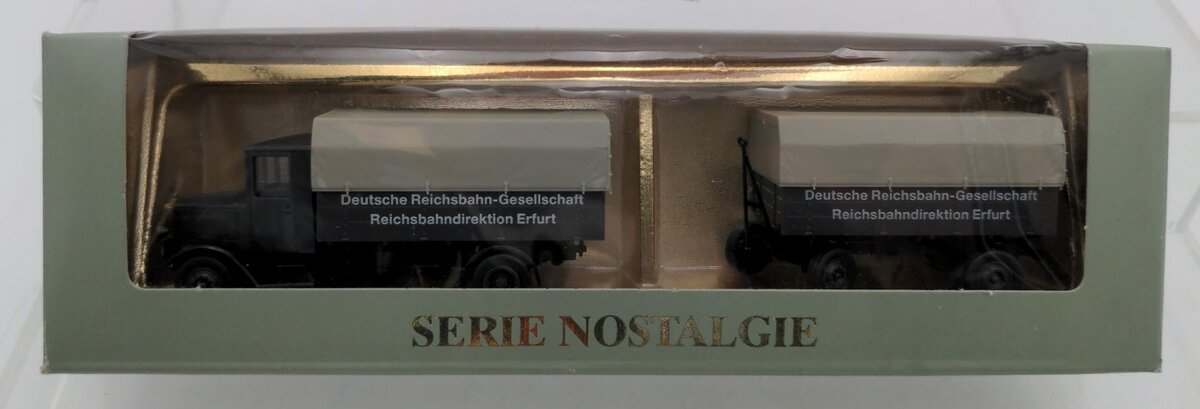 Deutsche Reichsbahn-Gesellschaft
Reichsbahndirektion Erfurt
Deutsche Reichsbahn-Gesellschaft
Reichsbahndirektion Erfurt
SERIE NOSTALGIE